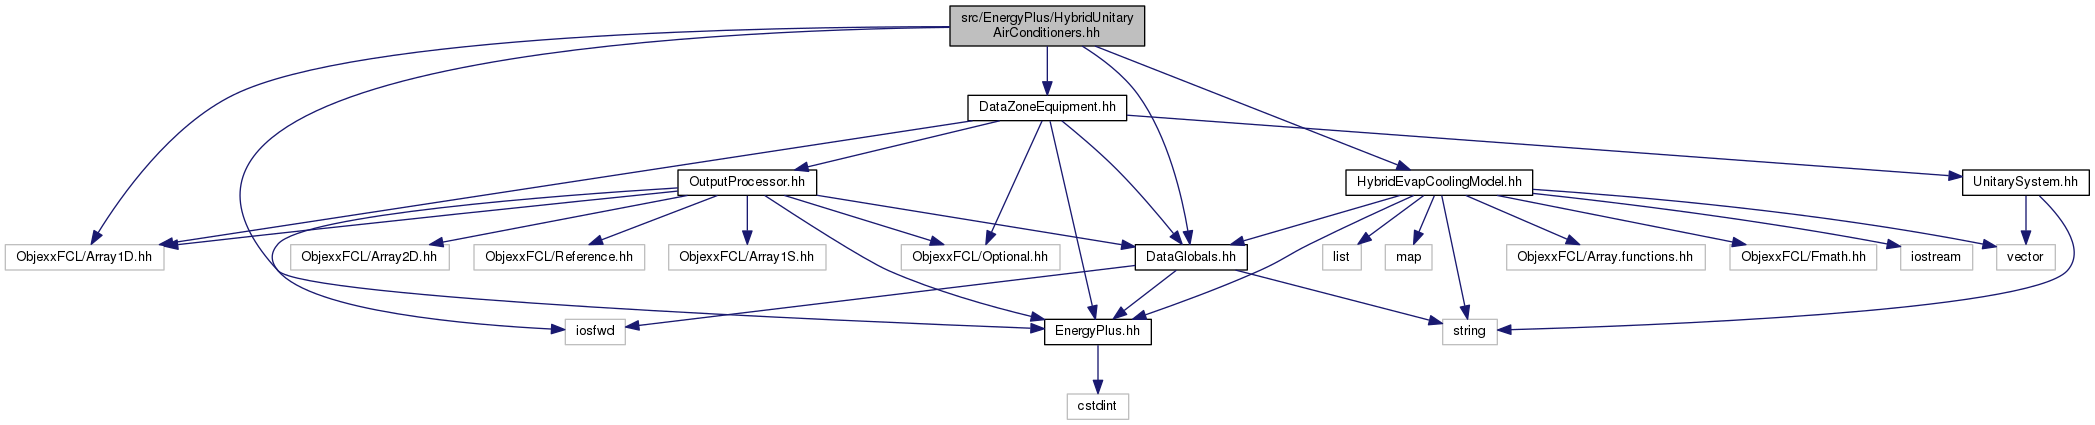 src/EnergyPlus/HybridUnitary
AirConditioners.hh
DataZoneEquipment.hh
OutputProcessor.hh
HybridEvapCoolingModel.hh
UnitarySystem.hh
ObjexxFCL/Array1D.hh
ObjexxFCL/Array2D.hh
ObjexxFCL/Reference.hh
ObjexxFCL/Array1S.hh
ObjexxFCL/Optional.hh
DataGlobals.hh
list
map
ObjexxFCL/Array.functions.hh
ObjexxFCL/Fmath.hh
iostream
vector
iosfwd
EnergyPlus.hh
string
cstdint